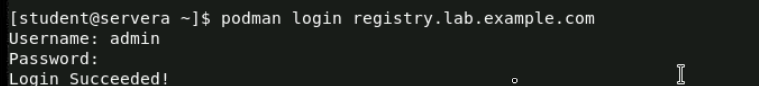 [student@servera ~]$ podman login registry.lab.example.com
Username: admin
Password:
Login Succeeded!